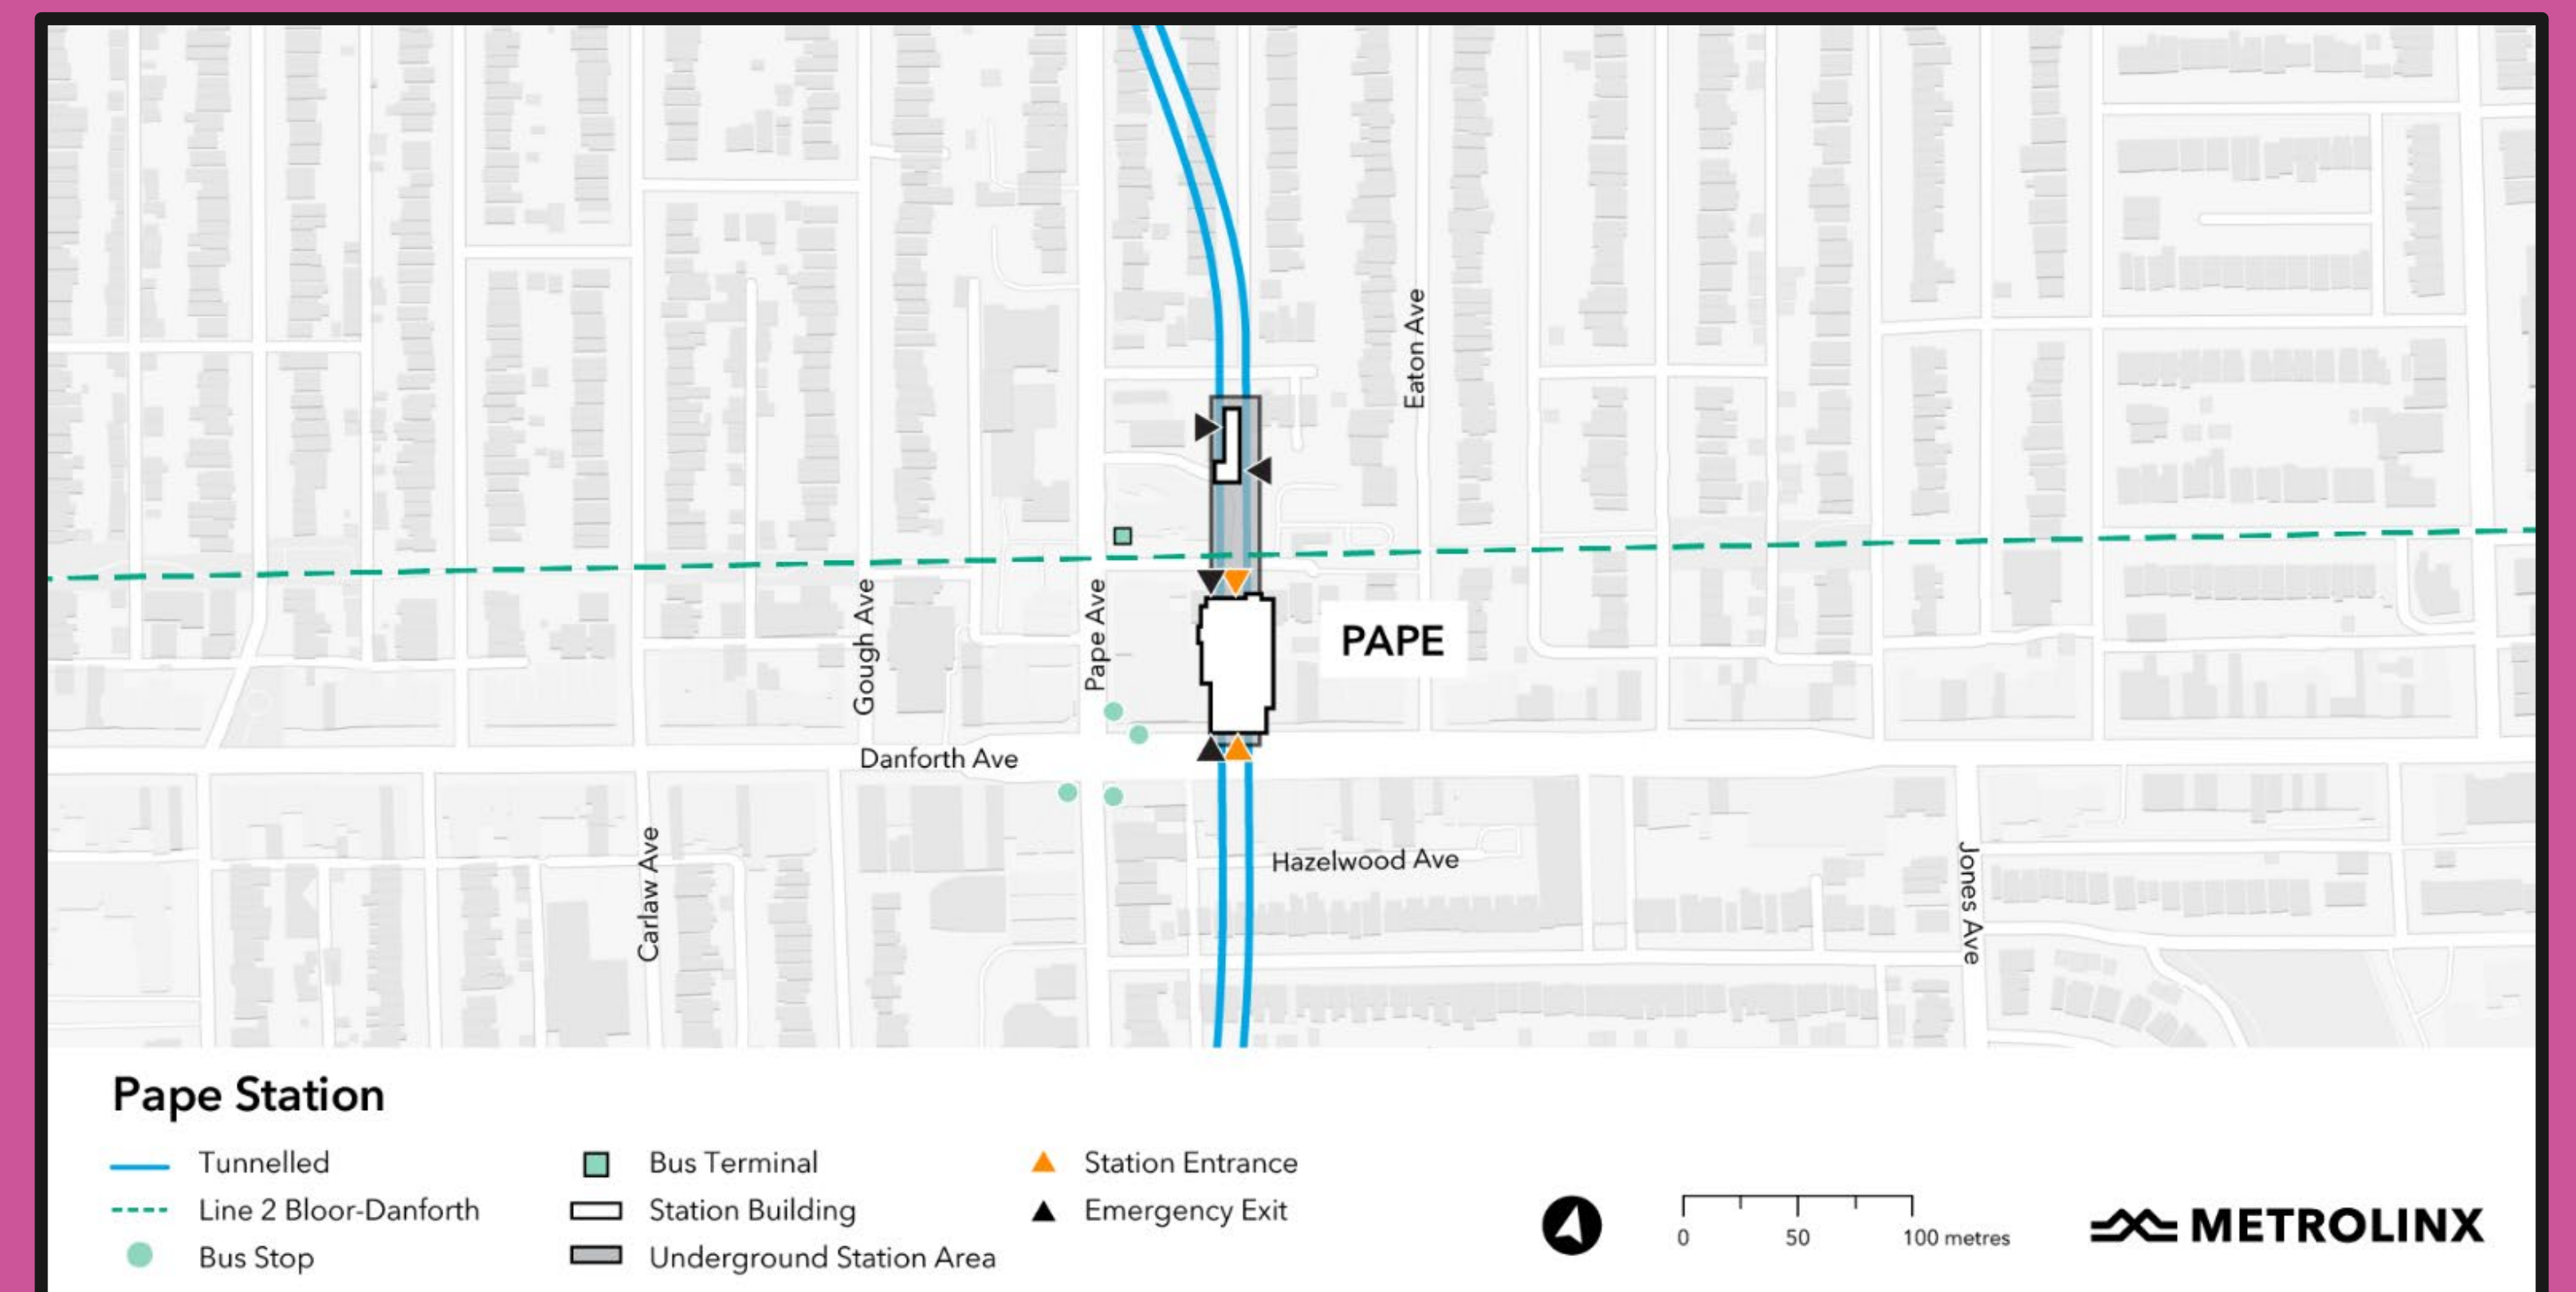 Eaton Ave
Gough Ave
Pape Ave
PAPE
Danforth Ave
Carlaw Ave
Hazelwood Ave
Jones Ave
Pape Station
Tunnelled
Line 2 Bloor-Danforth
Bus Stop
Bus Terminal
Station Building
Underground Station Area
Station Entrance
Emergency Exit
0 50 100 metres
METROLINX